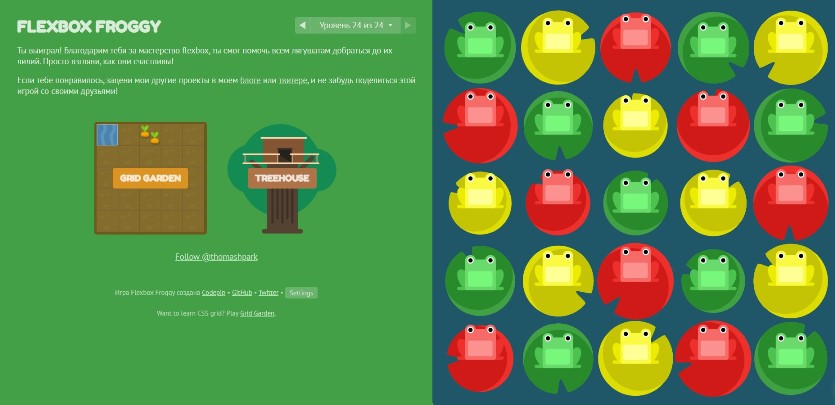 FLEXBOX FROGGY
Уровень 24 из 24
Ты выиграл! Благодарим тебя за мастерство flexbox, ты смог помочь всем лягушатам добраться до их
лилий. Просто взгляни, как они счастливы!
Если тебе понравилось, зацени мои другие проекты в моем блоге или твитере, и не забудь поделиться этой
игрой со своими друзьями!
GRID GARDEN
TREEHOUSE
Follow @thomashpark
Игра Flexbox Froggy создана Codepip • GitHub • Twitter • Settings
Want to learn CSS grid? Play Grid Garden.